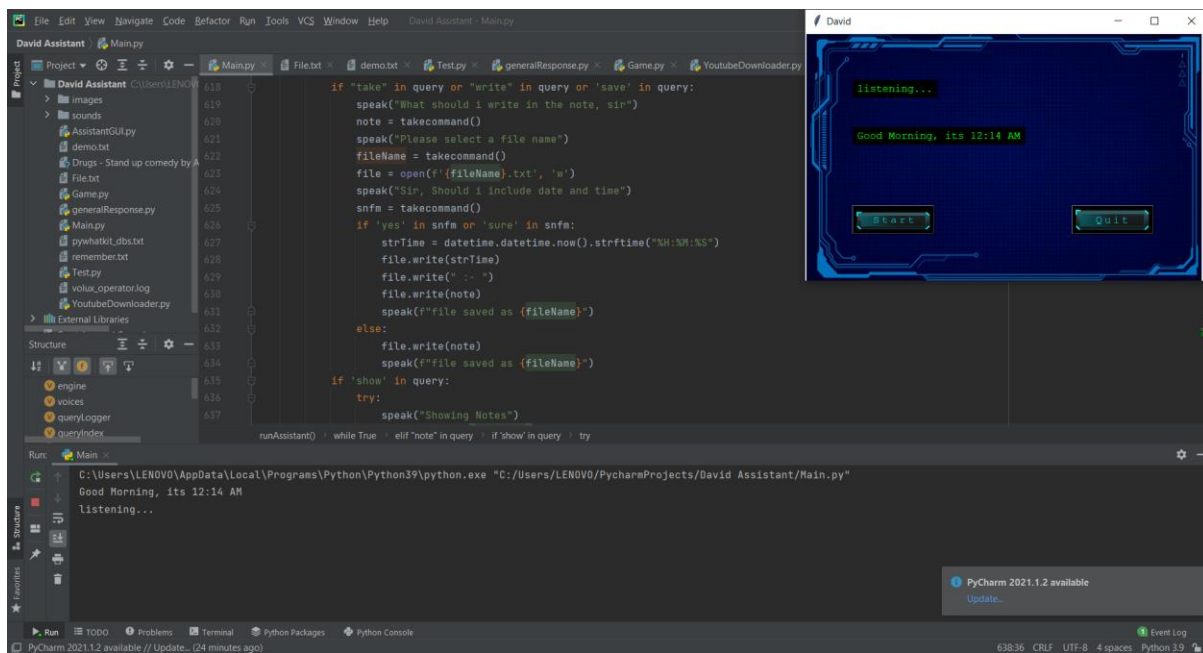 File Edit View Navigate Code Refactor Run Tools VCS Window Help David Assistant - Main.py
David Assistant Main.py
Project
Main.py File.txt demo.txt Test.py generalResponse.py Game.py YoutubeDownloader.py
David Assistant C:\Users\LENOVO
images
sounds
AssistantGUI.py
demo.txt
Drugs - Stand up comedy by A
File.txt
Game.py
generalResponse.py
Main.py
pywhatkit_dbs.txt
remember.txt
Test.py
volux_operator.log
YoutubeDownloader.py
External Libraries
Structure
engine
voices
queryLogger
queryIndex
618 if "take" in query or "write" in query or 'save' in query:
619 speak("What should i write in the note, sir")
620 note = takecommand()
621 speak("Please select a file name")
622 fileName = takecommand()
623 file = open(f'{fileName}.txt', 'w')
624 speak("Sir, Should i include date and time")
625 snfm = takecommand()
626 if 'yes' in snfm or 'sure' in snfm:
627 strTime = datetime.datetime.now().strftime("%H:%M:%S")
628 file.write(strTime)
629 file.write(" :- ")
630 file.write(note)
631 speak(f"file saved as {fileName}")
632 else:
633 file.write(note)
634 speak(f"file saved as {fileName}")
635 if 'show' in query:
636 try:
637 speak("Showing Notes")
runAssistant() › while True › elif "note" in query › if 'show' in query › try
David
listening...
Good Morning, its 12:14 AM
Start
Quit
Run: Main
C:\Users\LENOVO\AppData\Local\Programs\Python\Python39\python.exe "C:/Users/LENOVO/PycharmProjects/David Assistant/Main.py"
Good Morning, its 12:14 AM
listening...
Project
Structure
Favorites
PyCharm 2021.1.2 available
Update...
Run TODO Problems Terminal Python Packages Python Console 1 Event Log
PyCharm 2021.1.2 available // Update... (24 minutes ago) 638:36 CRLF UTF-8 4 spaces Python 3.9